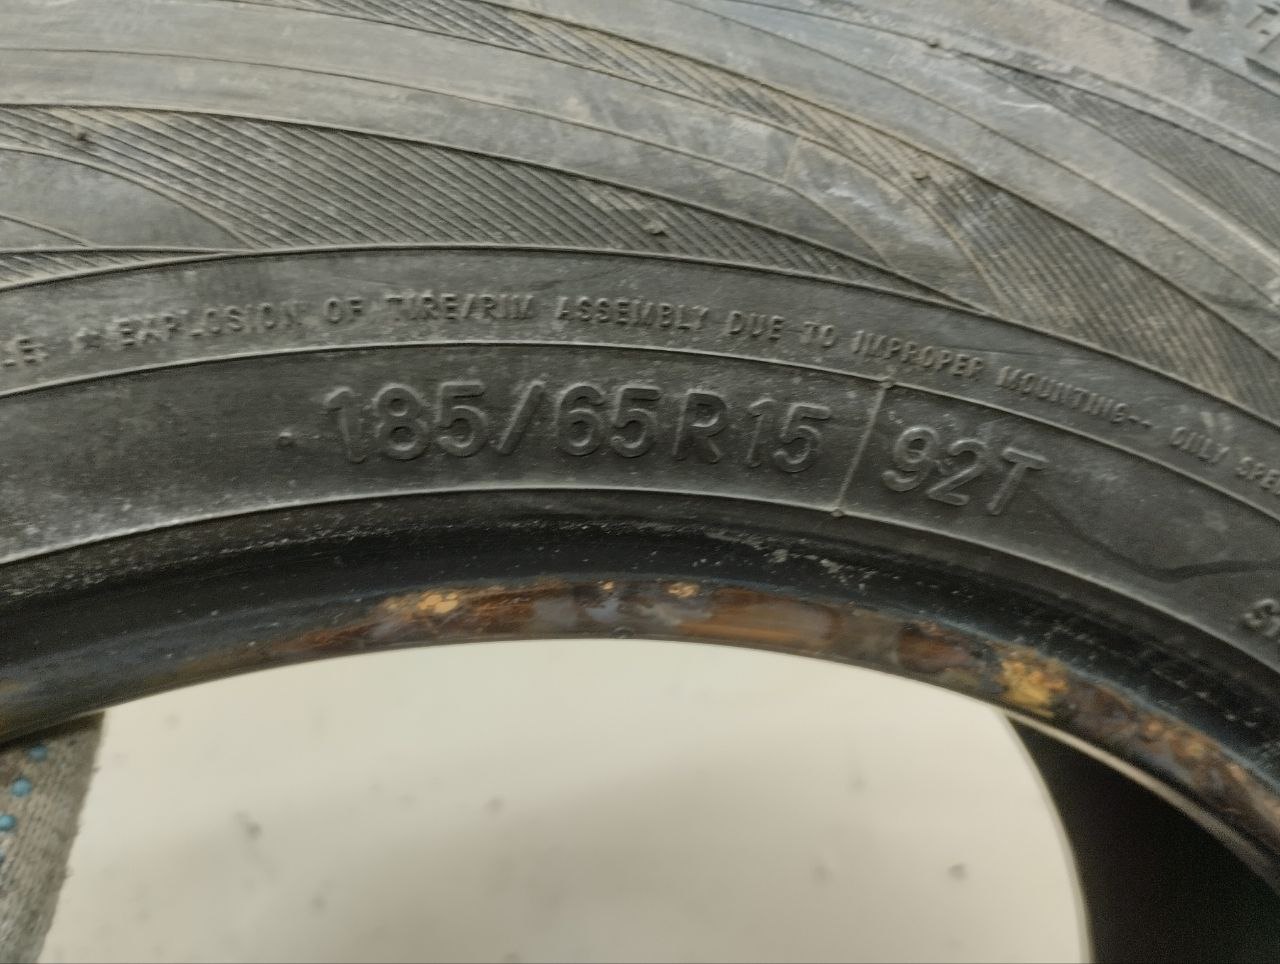 EXPLOSION OF TIRE/RIM ASSEMBLY DUE TO IMPROPER MOUNTING-- ONLY
185/65R15 92T